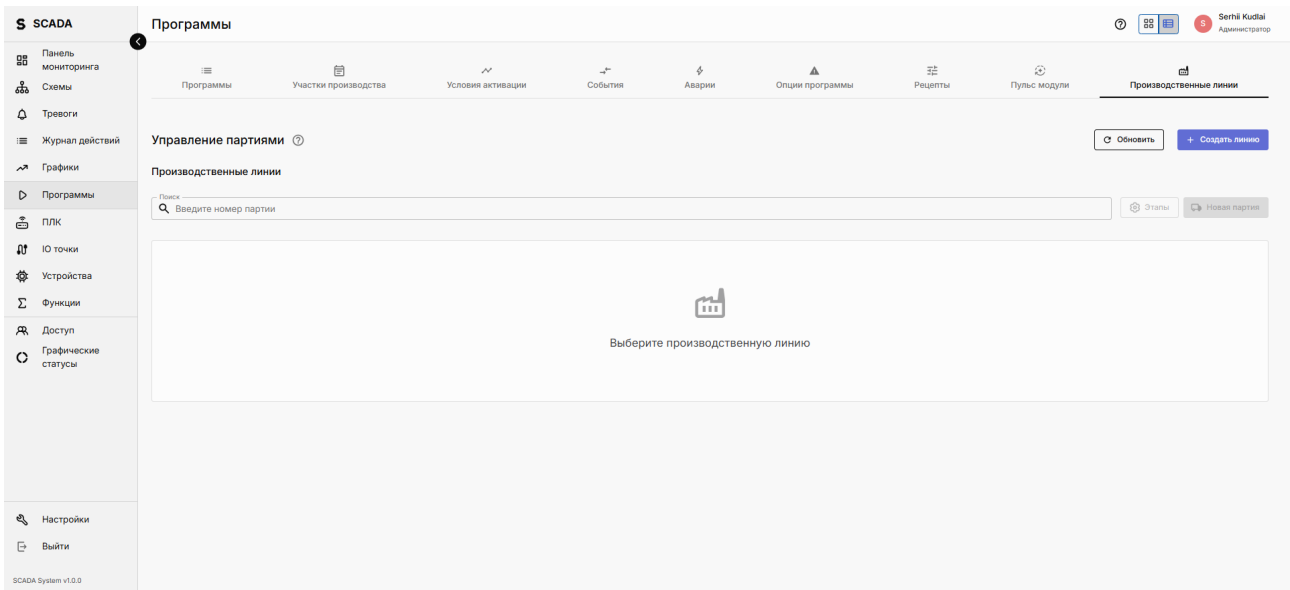 S SCADA
Программы
Serhii Kudlai
S
Администратор
Панель
мониторинга
Схемы
Тревоги
Журнал действий
Графики
Программы
ПЛК
IO точки
Устройства
Функции
Доступ
Графические
статусы
Настройки
Выйти
SCADA System v1.0.0
Программы
Участки производства
Условия активации
События
Аварии
Опции программы
Рецепты
Пульс модули
Производственные линии
Управление партиями
Обновить
+ Создать линию
Производственные линии
Поиск
Введите номер партии
Этапы
Новая партия
Выберите производственную линию